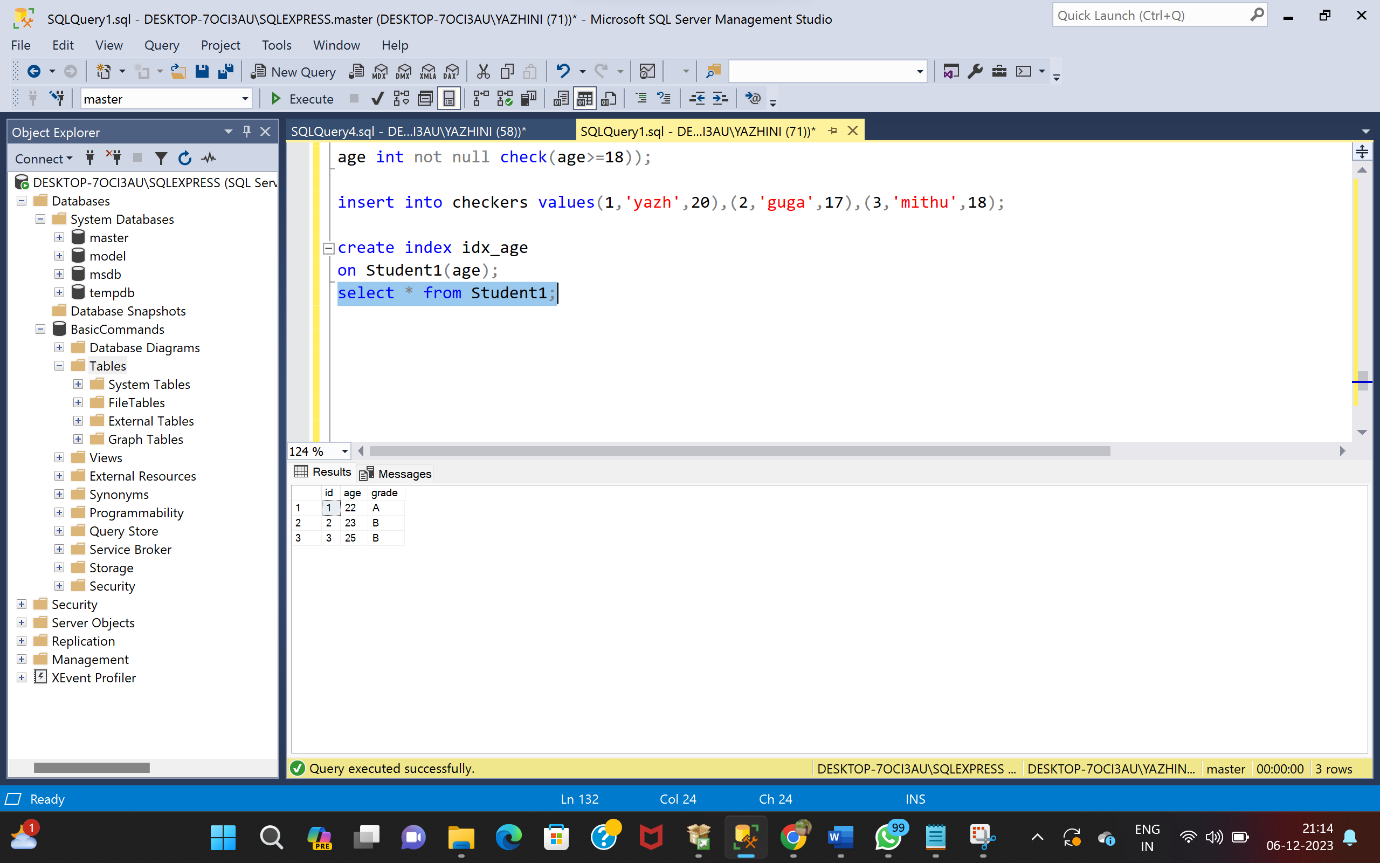 SQLQuery1.sql - DESKTOP-7OCI3AU\SQLEXPRESS.master (DESKTOP-7OCI3AU\YAZHINI (71))* - Microsoft SQL Server Management Studio
Quick Launch (Ctrl+Q)
File Edit View Query Project Tools Window Help
New Query MDX DMX XMLA DAX
master Execute
Object Explorer
SQLQuery4.sql - DE...I3AU\YAZHINI (58))*
SQLQuery1.sql - DE...I3AU\YAZHINI (71))*
Connect
DESKTOP-7OCI3AU\SQLEXPRESS (SQL Serv
Databases
System Databases
master
model
msdb
tempdb
Database Snapshots
BasicCommands
Database Diagrams
Tables
System Tables
FileTables
External Tables
Graph Tables
Views
External Resources
Synonyms
Programmability
Query Store
Service Broker
Storage
Security
Security
Server Objects
Replication
Management
XEvent Profiler
age int not null check(age>=18));
insert into checkers values(1,'yazh',20),(2,'guga',17),(3,'mithu',18);
create index idx_age
on Student1(age);
select * from Student1;
124 %
Results Messages
id age grade
1 1 22 A
2 2 23 B
3 3 25 B
Query executed successfully.
DESKTOP-7OCI3AU\SQLEXPRESS ... DESKTOP-7OCI3AU\YAZHIN... master 00:00:00 3 rows
Ready Ln 132 Col 24 Ch 24 INS
1
PRE
99
ENG
IN
21:14
06-12-2023